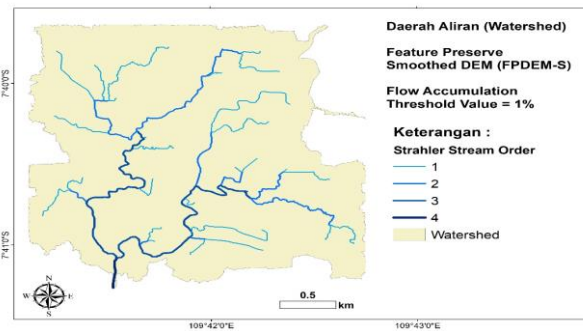 Daerah Aliran (Watershed)
Feature Preserve
Smoothed DEM (FPDEM-S)
Flow Accumulation
Threshold Value = 1%
Keterangan :
Strahler Stream Order
1
2
3
4
Watershed
7°40'0"S
7°41'0"S
N
W
E
S
0.5
km
109°42'0"E
109°43'0"E